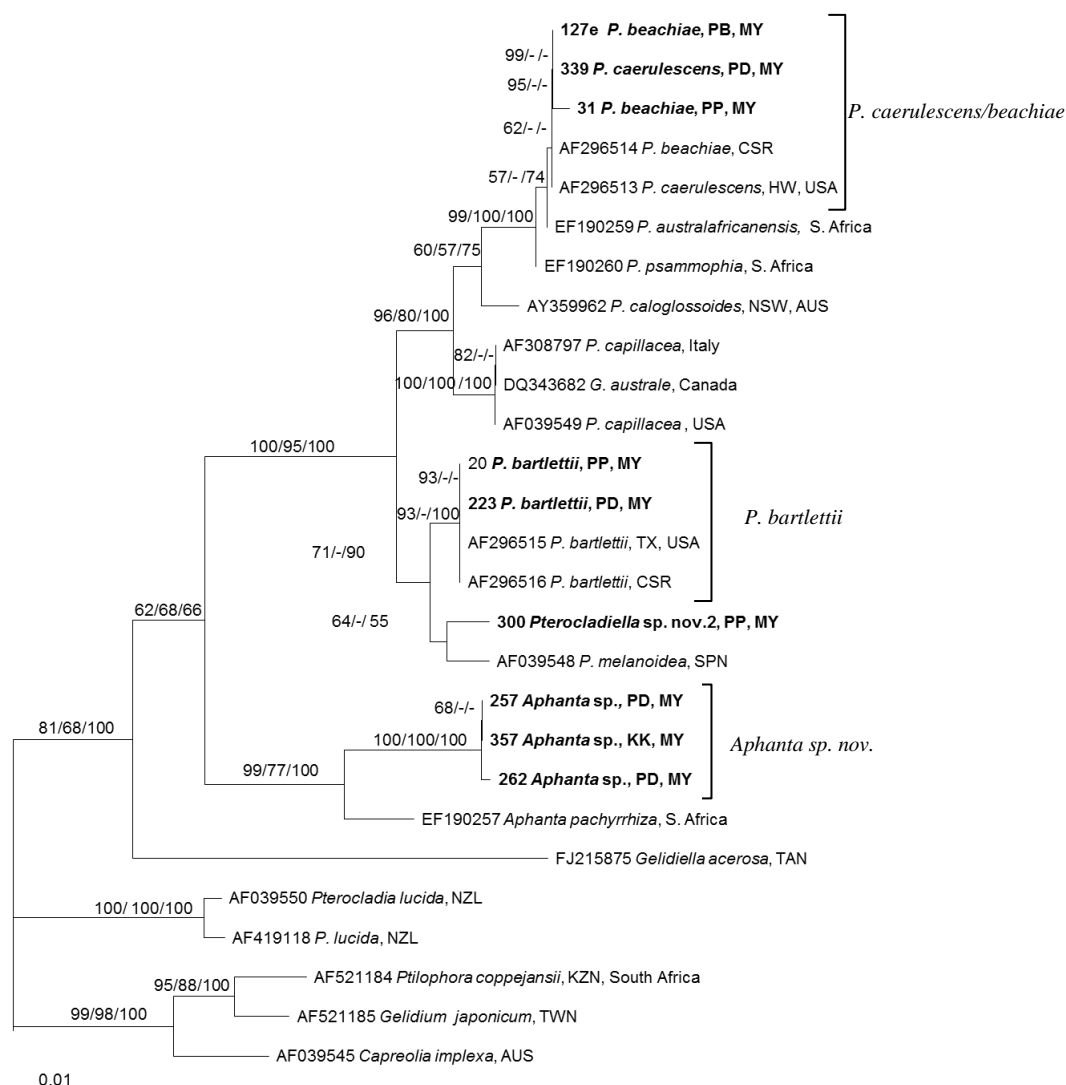 127e P. beachiae, PB, MY
99/-/-
339 P. caerulescens, PD, MY
95/-/-
31 P. beachiae, PP, MY
P. caerulescens/beachiae
62/-/-
AF296514 P. beachiae, CSR
57/-/74
AF296513 P. caerulescens, HW, USA
99/100/100
EF190259 P. australafricanensis, S. Africa
60/57/75
EF190260 P. psammophia, S. Africa
AY359962 P. caloglossoides, NSW, AUS
96/80/100
AF308797 P. capillacea, Italy
82/-/-
100/100/100
DQ343682 G. australe, Canada
AF039549 P. capillacea, USA
100/95/100
20 P. bartlettii, PP, MY
93/-/-
223 P. bartlettii, PD, MY
93/-/100
P. bartlettii
AF296515 P. bartlettii, TX, USA
71/-/90
AF296516 P. bartlettii, CSR
62/68/66
300 Pterocladiella sp. nov.2, PP, MY
64/-/ 55
AF039548 P. melanoidea, SPN
257 Aphanta sp., PD, MY
68/-/-
81/68/100
100/100/100
357 Aphanta sp., KK, MY
Aphanta sp. nov.
99/77/100
262 Aphanta sp., PD, MY
EF190257 Aphanta pachyrrhiza, S. Africa
FJ215875 Gelidiella acerosa, TAN
AF039550 Pterocladia lucida, NZL
100/ 100/100
AF419118 P. lucida, NZL
AF521184 Ptilophora coppejansii, KZN, South Africa
95/88/100
99/98/100
AF521185 Gelidium japonicum, TWN
AF039545 Capreolia implexa, AUS
0.01